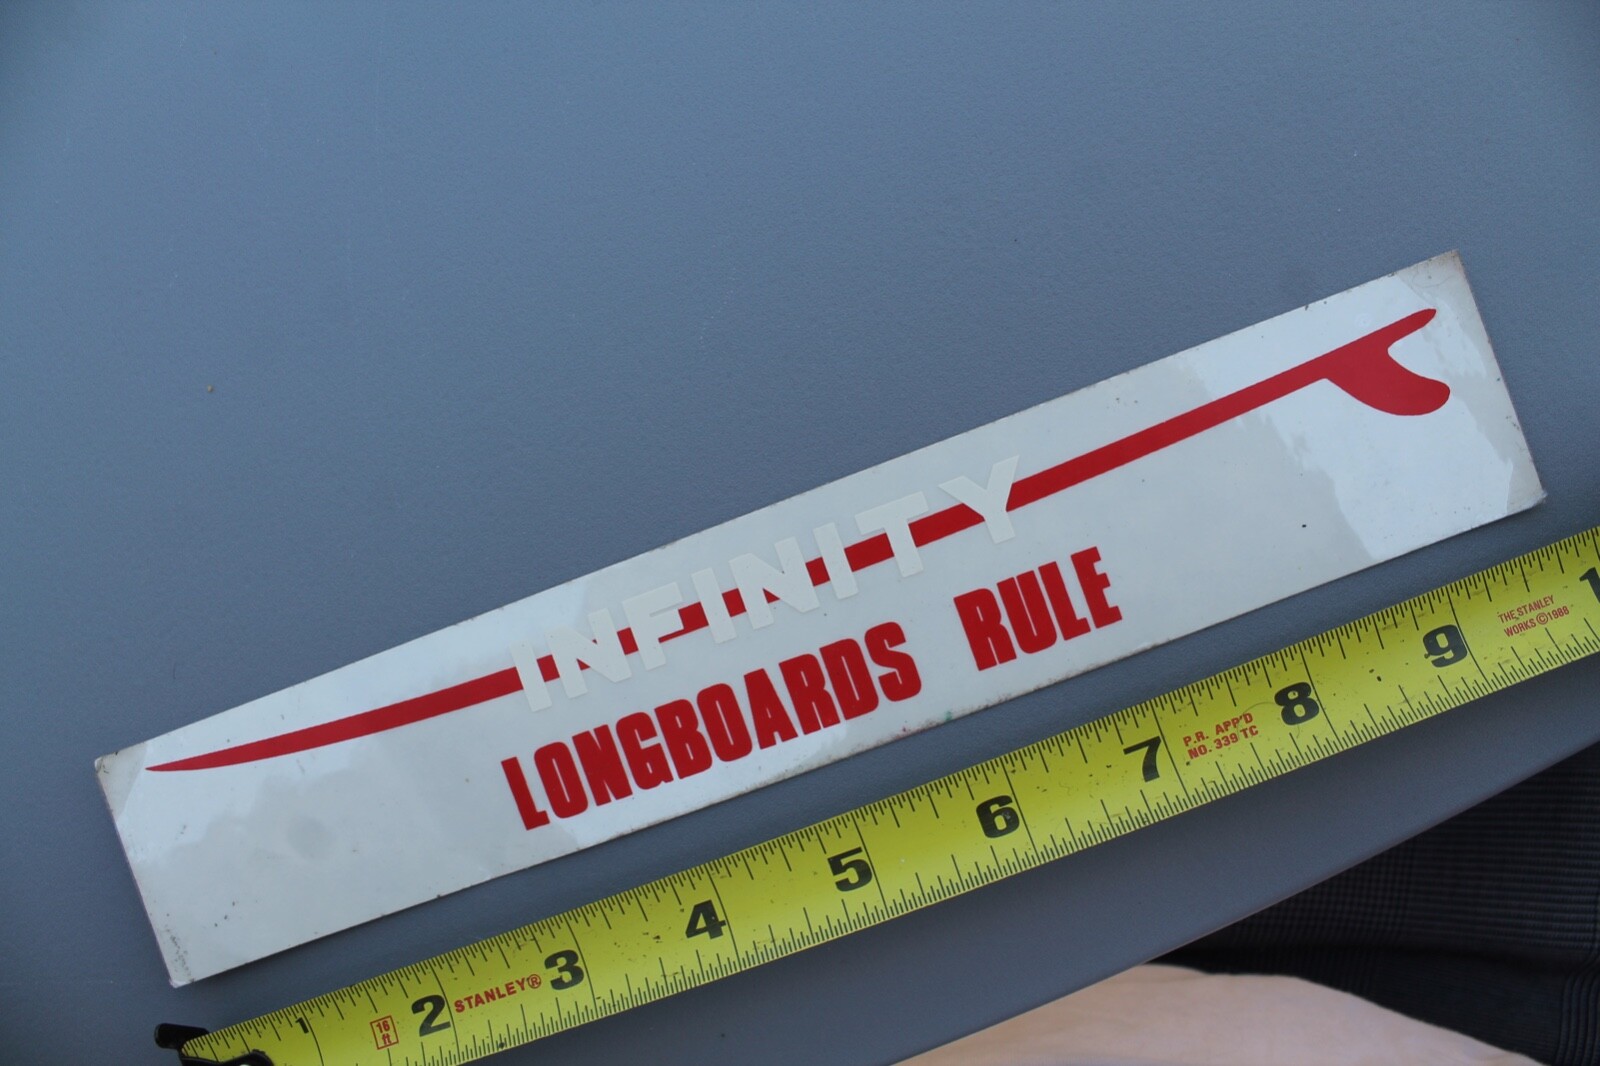 INFINITY
LONGBOARDS RULE
1 2 3 4 5 6 7 8 9 1
16
ft
STANLEY®
P.R. APP'D
NO. 339 TC
THE STANLEY
WORKS ©1988